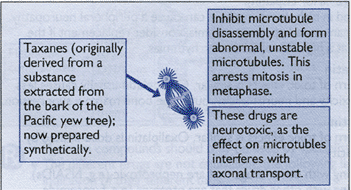 Taxanes (originally
derived from a
substance
extracted from
the bark of the
Pacific yew tree);
now prepared
synthetically.
Inhibit microtubule
disassembly and form
abnormal, unstable
microtubules. This
arrests mitosis in
metaphase.
These drugs are
neurotoxic, as the
effect on microtubles
interferes with
axonal transport.